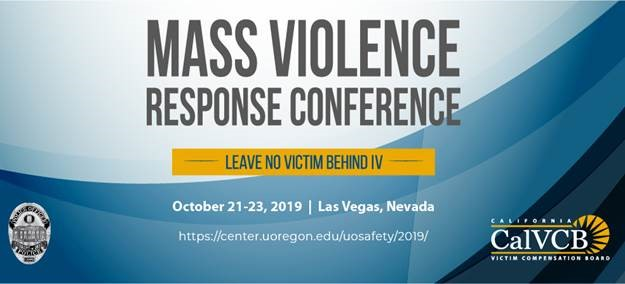 MASS VIOLENCE
RESPONSE CONFERENCE
LEAVE NO VICTIM BEHIND IV
October 21-23, 2019 | Las Vegas, Nevada
https://center.uoregon.edu/uosafety/2019/
POLICE
CALIFORNIA
CalVCB
VICTIM COMPENSATION BOARD